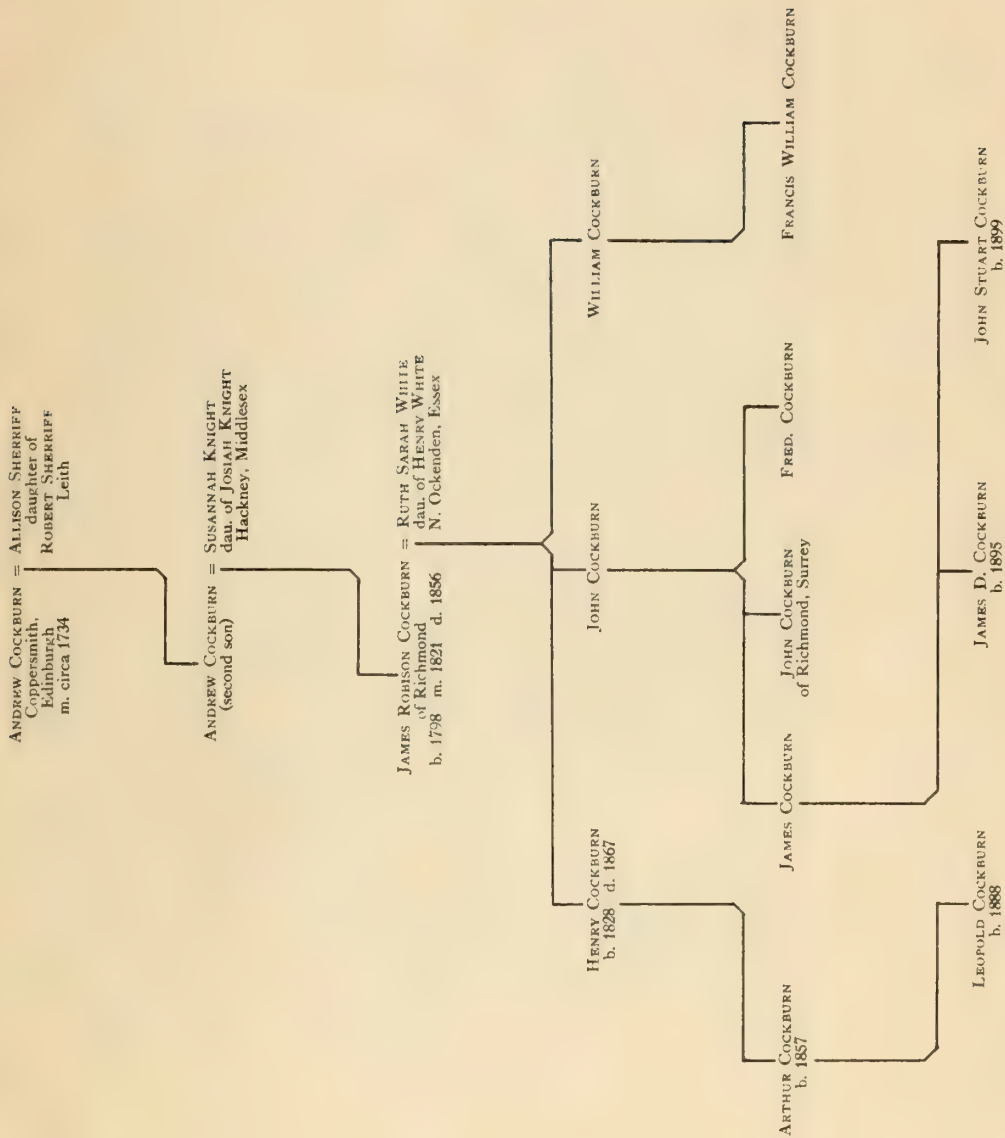 ANDREW COCKBURN = ALLISON SHERRIFF
Coppersmith,
Edinburgh
m. circa 1734
daughter of
ROBERT SHERRIFF
Leith
ANDREW COCKBURN = SUSANNAH KNIGHT
(second son)
dau. of JOSIAH KNIGHT
Hackney, Middlesex
JAMES ROBISON COCKBURN = RUTH SARAH WHITE
of Richmond
b. 1798 m. 1821 d. 1856
dau. of HENRY WHITE
N. Ockenden, Essex
HENRY COCKBURN
b. 1828 d. 1867
JOHN COCKBURN
WILLIAM COCKBURN
ARTHUR COCKBURN
b. 1857
JAMES COCKBURN
JOHN COCKBURN
of Richmond, Surrey
FRED. COCKBURN
FRANCIS WILLIAM COCKBURN
LEOPOLD COCKBURN
b. 1888
JAMES D. COCKBURN
b. 1895
JOHN STUART COCKBURN
b. 1899